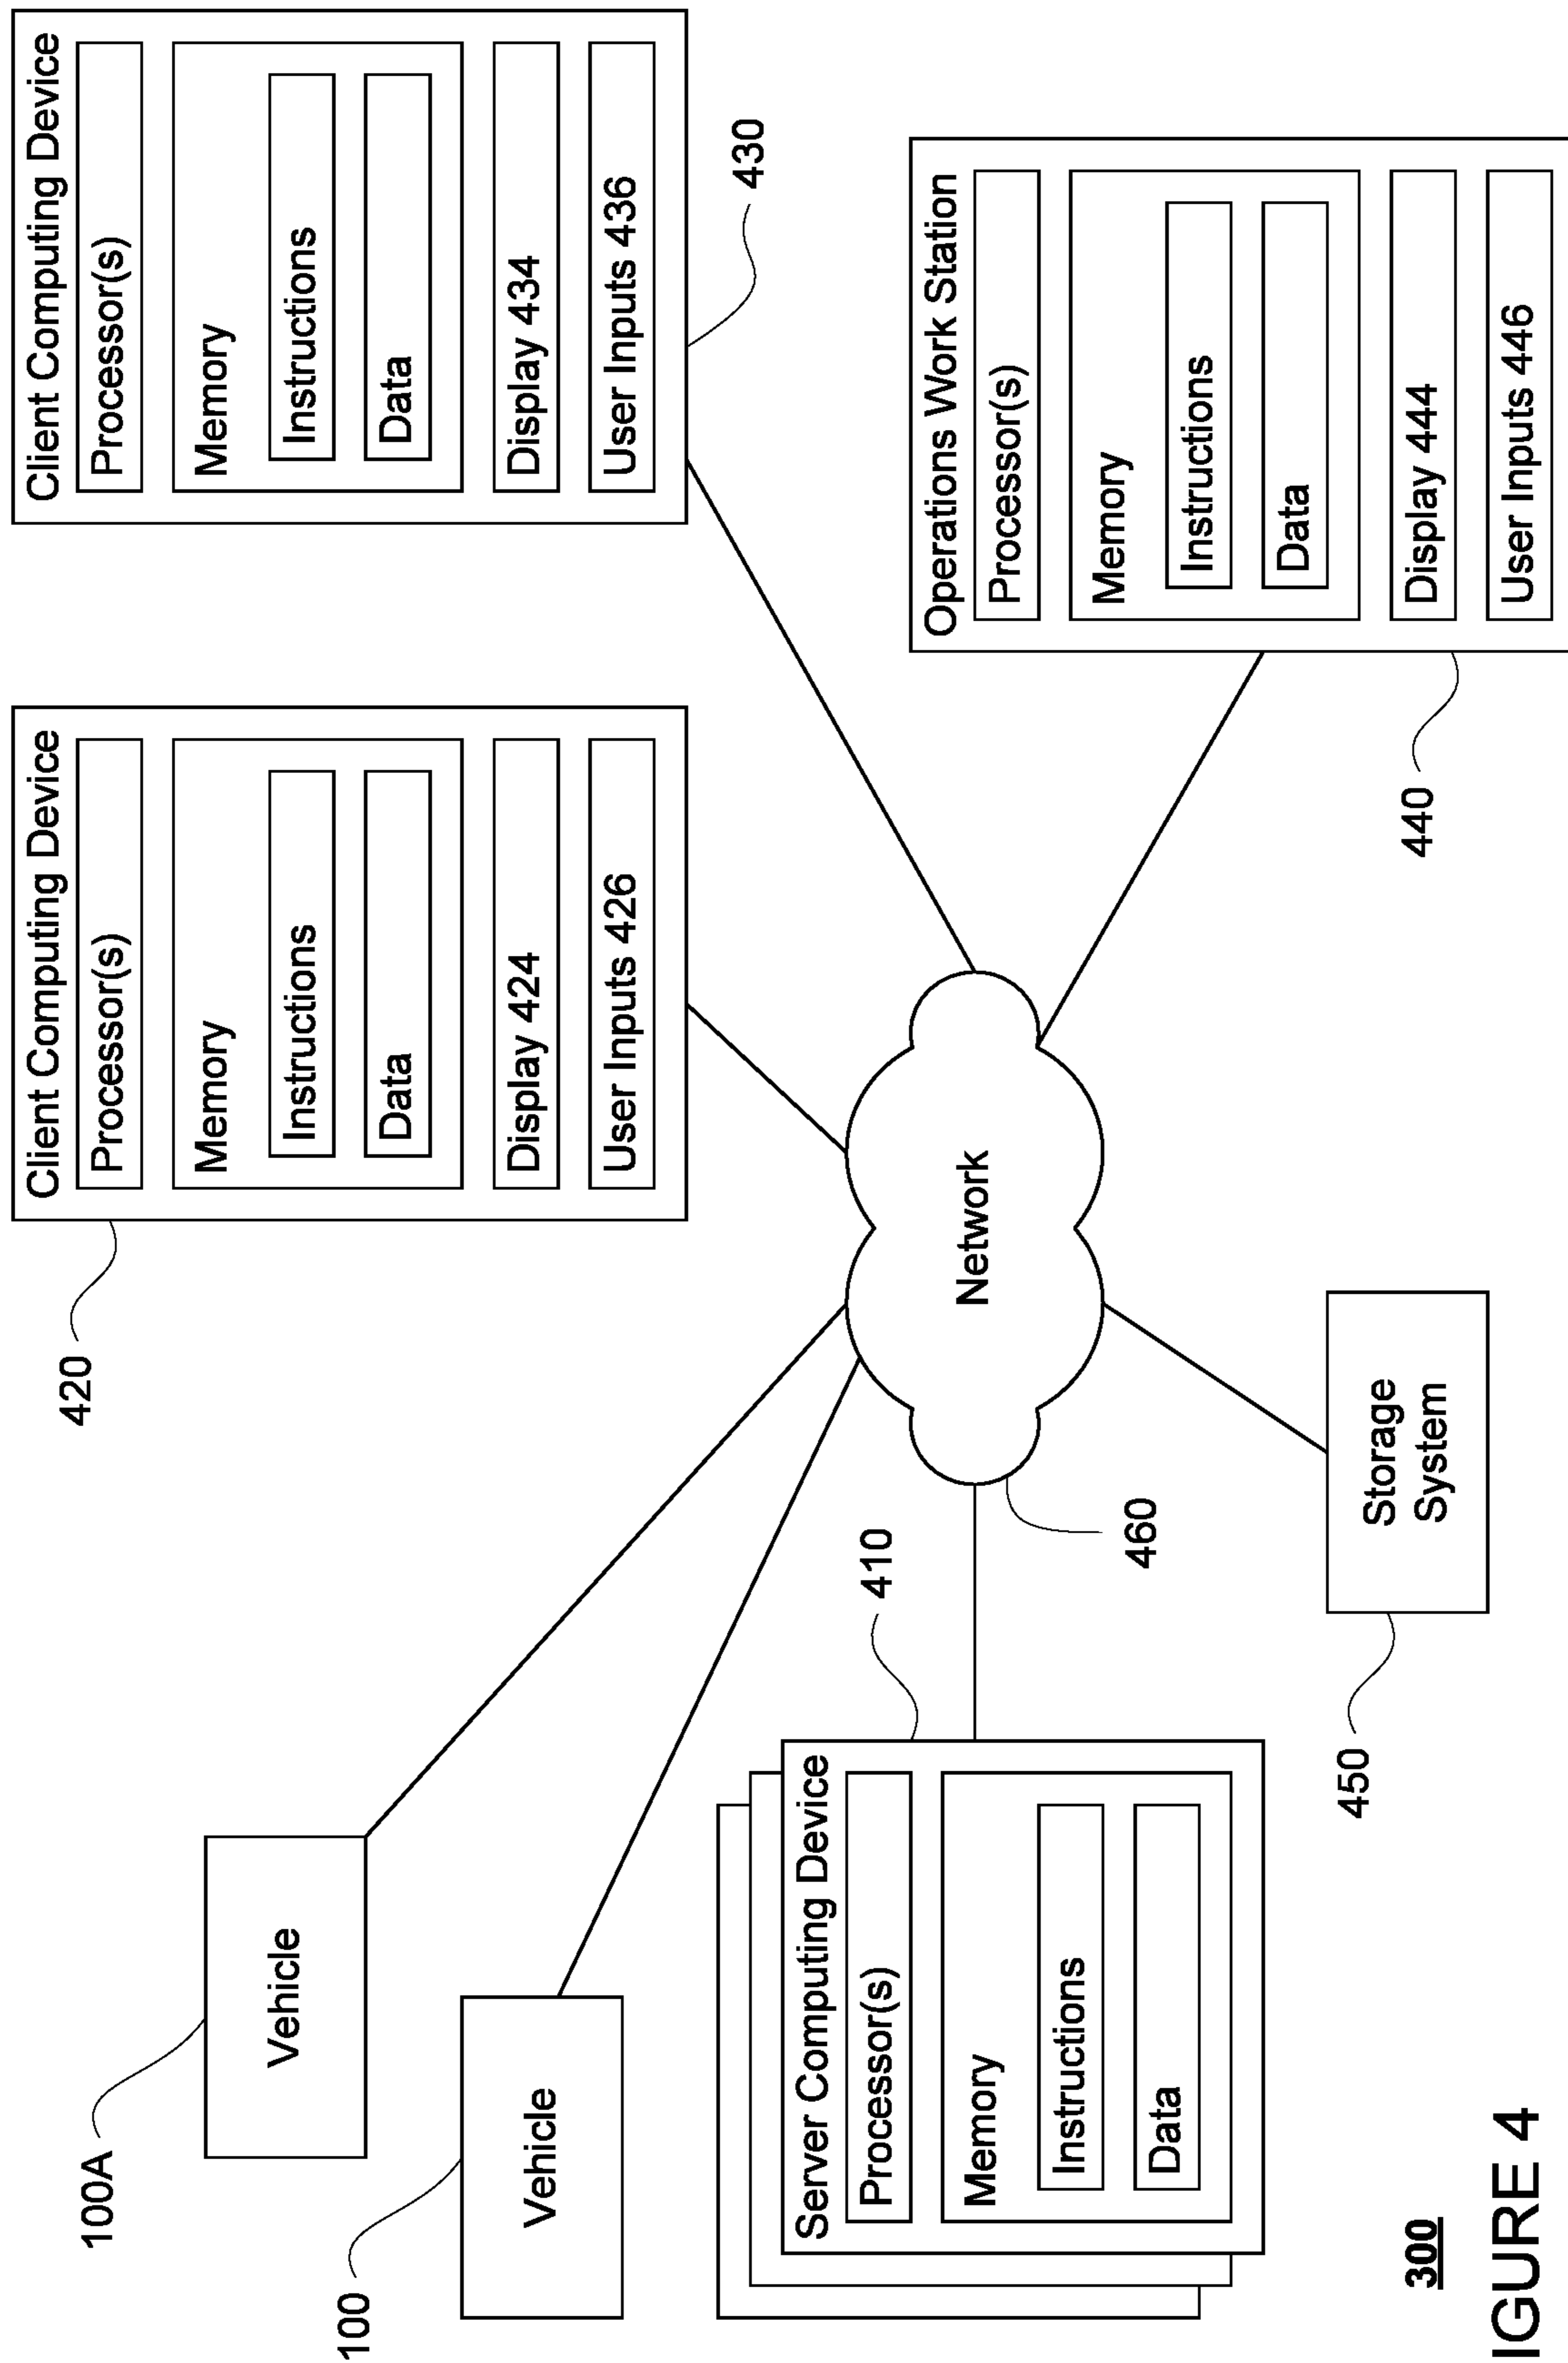 100A
Vehicle
100
Vehicle
420
Client Computing Device
Processor(s)
Memory
Instructions
Data
Display 424
User Inputs 426
Client Computing Device
Processor(s)
Memory
Instructions
Data
Display 434
User Inputs 436
430
Server Computing Device
Processor(s)
Memory
Instructions
Data
410
Network
460
Storage
System
450
Operations Work Station
Processor(s)
Memory
Instructions
Data
Display 444
User Inputs 446
440
300
IGURE 4